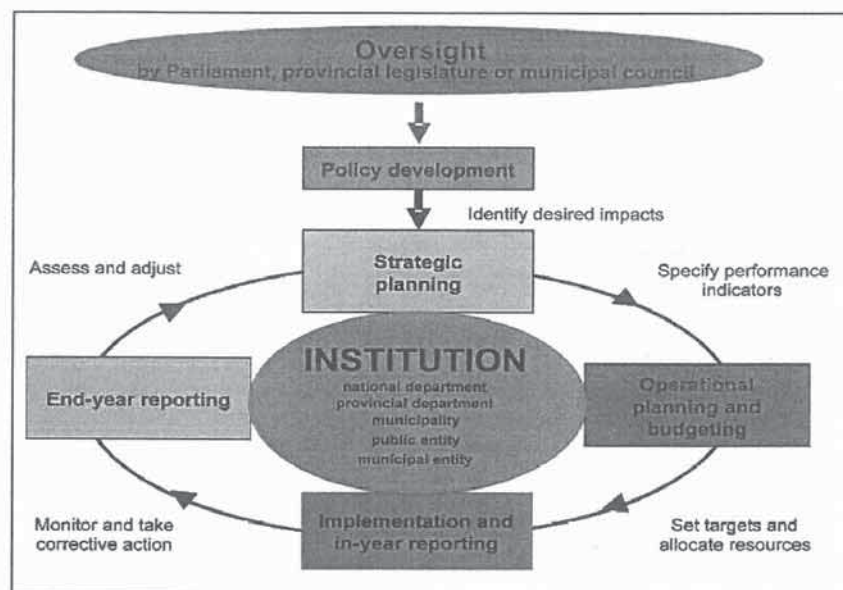 Oversight
by Parliament, provincial legislature or municipal council
Policy development
Identify desired impacts
Assess and adjust
Strategic
planning
Specify performance
indicators
INSTITUTION
national department
provincial department
municipality
public entity
municipal entity
End-year reporting
Operational
planning and
budgeting
Monitor and take
corrective action
Implementation and
in-year reporting
Set targets and
allocate resources